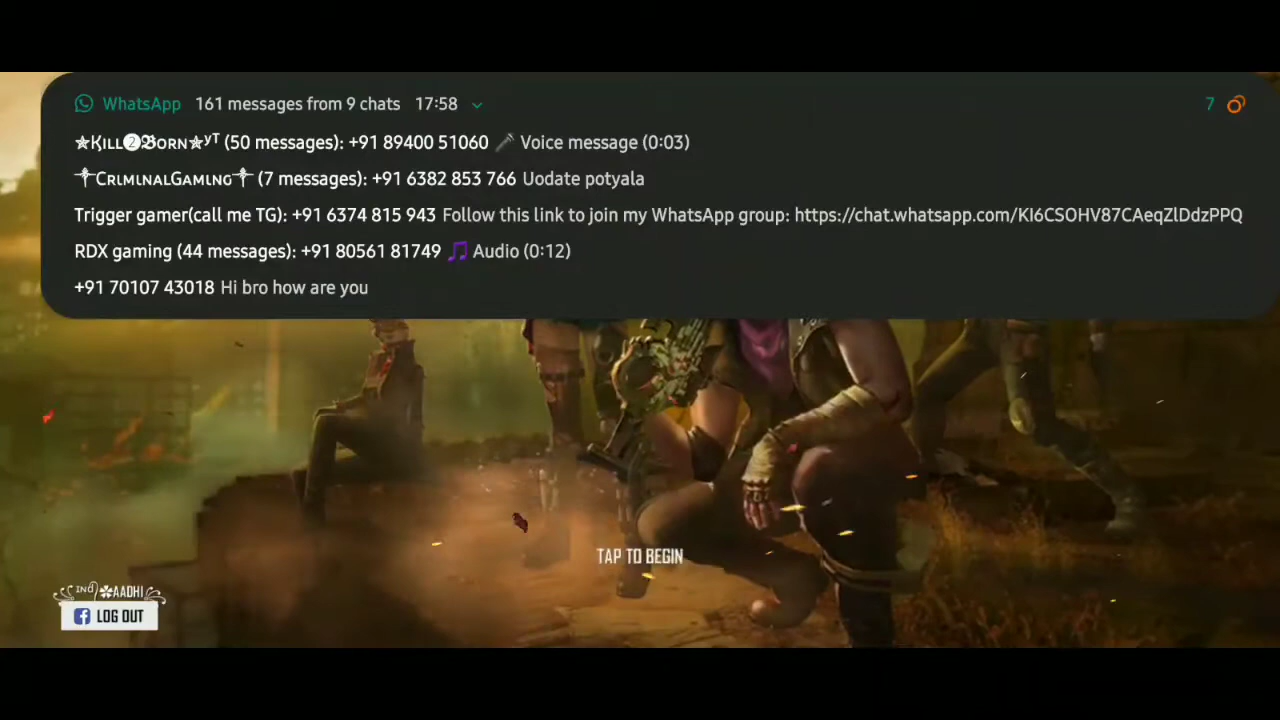 WhatsApp 161 messages from 9 chats 17:58 7
★Kɪʟʟ❷𝔅ᴏʀɴ★ʸᵀ (50 messages): +91 89400 51060 Voice message (0:03)
༒CʀɪᴍɪɴᴀʟGᴀᴍɪɴɢ༒ (7 messages): +91 6382 853 766 Uodate potyala
Trigger gamer(call me TG): +91 6374 815 943 Follow this link to join my WhatsApp group: https://chat.whatsapp.com/KI6CSOHV87CAeqZlDdzPPQ
RDX gaming (44 messages): +91 80561 81749 🎵 Audio (0:12)
+91 70107 43018 Hi bro how are you
TAP TO BEGIN
ɪɴᴅ AADHI
LOG OUT